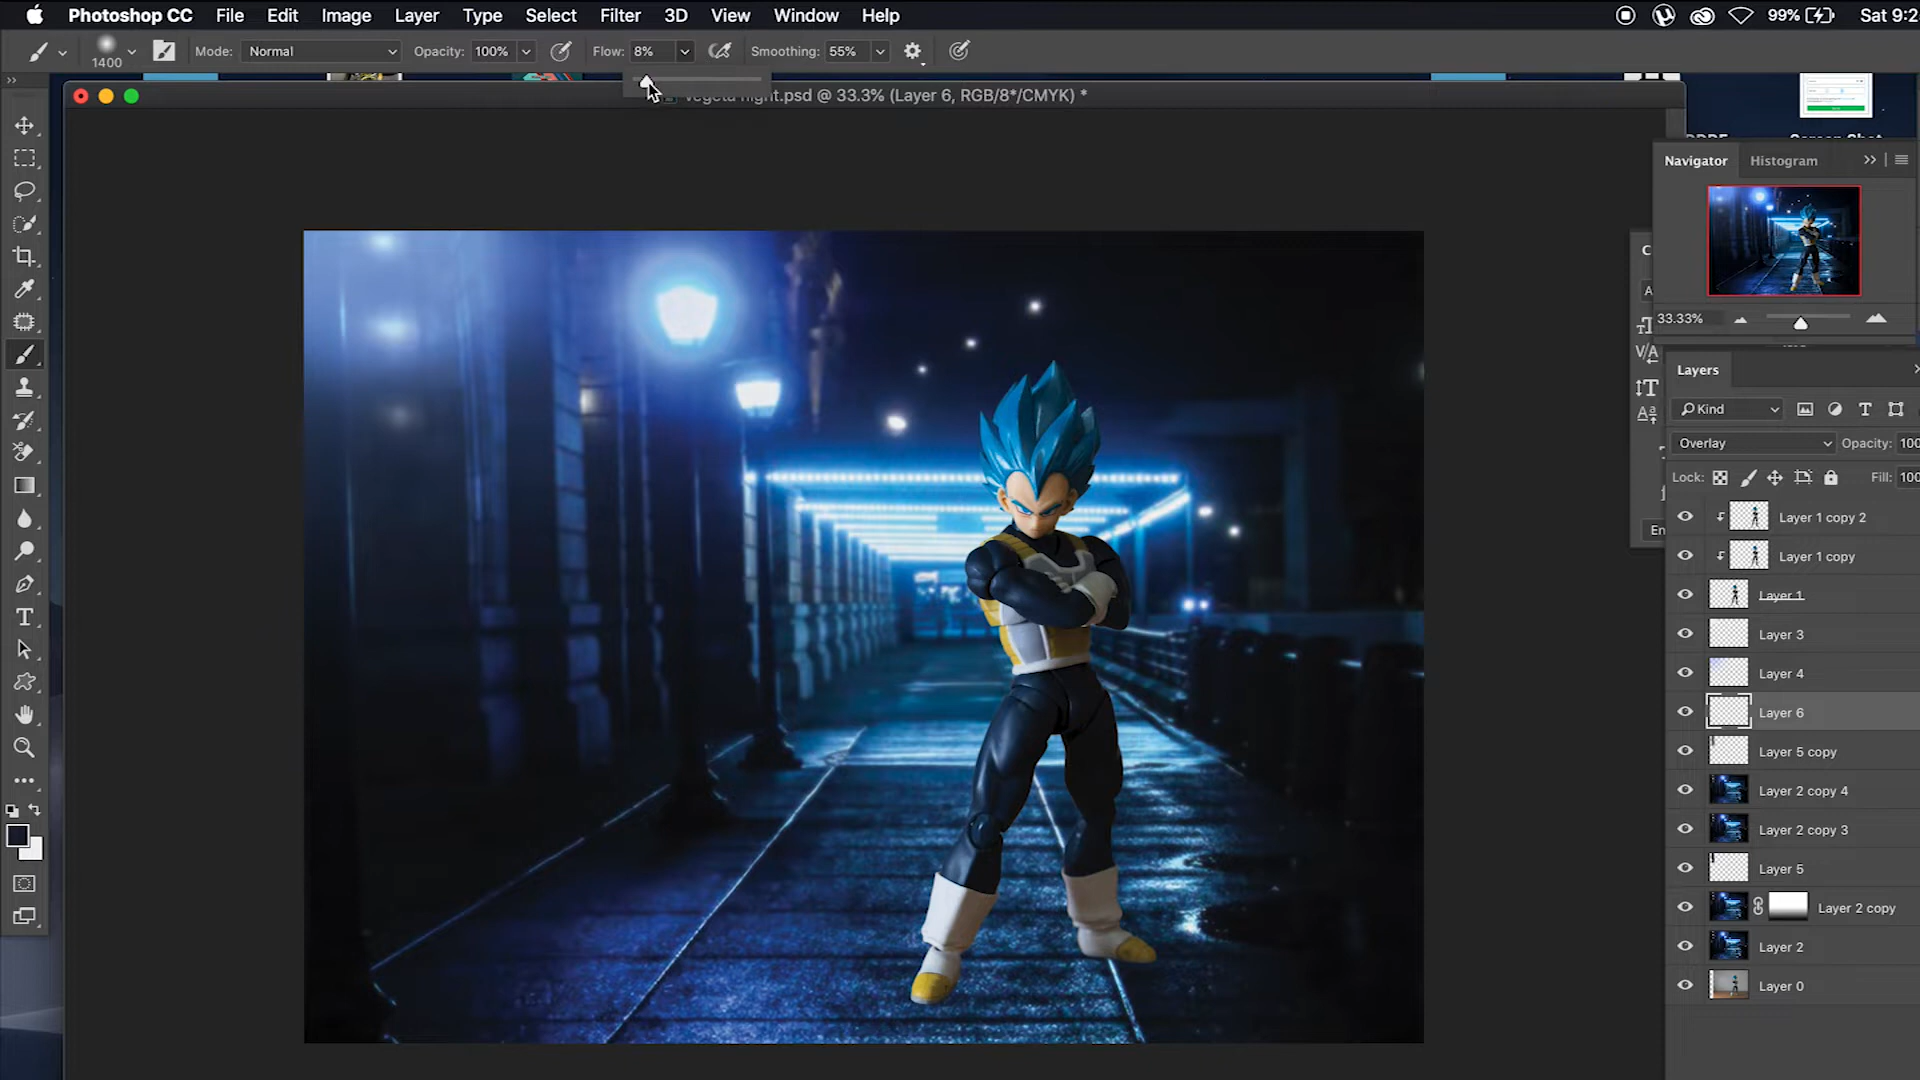 Photoshop CC File Edit Image Layer Type Select Filter 3D View Window Help 99% Sat 9:2
1400 Mode: Normal Opacity: 100% Flow: 8% Smoothing: 55%
vegeta night.psd @ 33.3% (Layer 6, RGB/8*/CMYK) *
Navigator Histogram
33.33%
Layers
Kind
Overlay Opacity: 100
Lock: Fill: 100
Layer 1 copy 2
Layer 1 copy
Layer 1
Layer 3
Layer 4
Layer 6
Layer 5 copy
Layer 2 copy 4
Layer 2 copy 3
Layer 5
Layer 2 copy
Layer 2
Layer 0